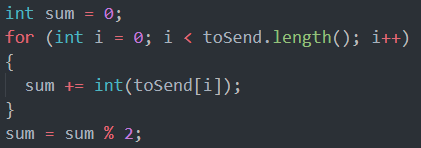 int sum = 0;
for (int i = 0; i < toSend.length(); i++)
{
  sum += int(toSend[i]);
}
sum = sum % 2;